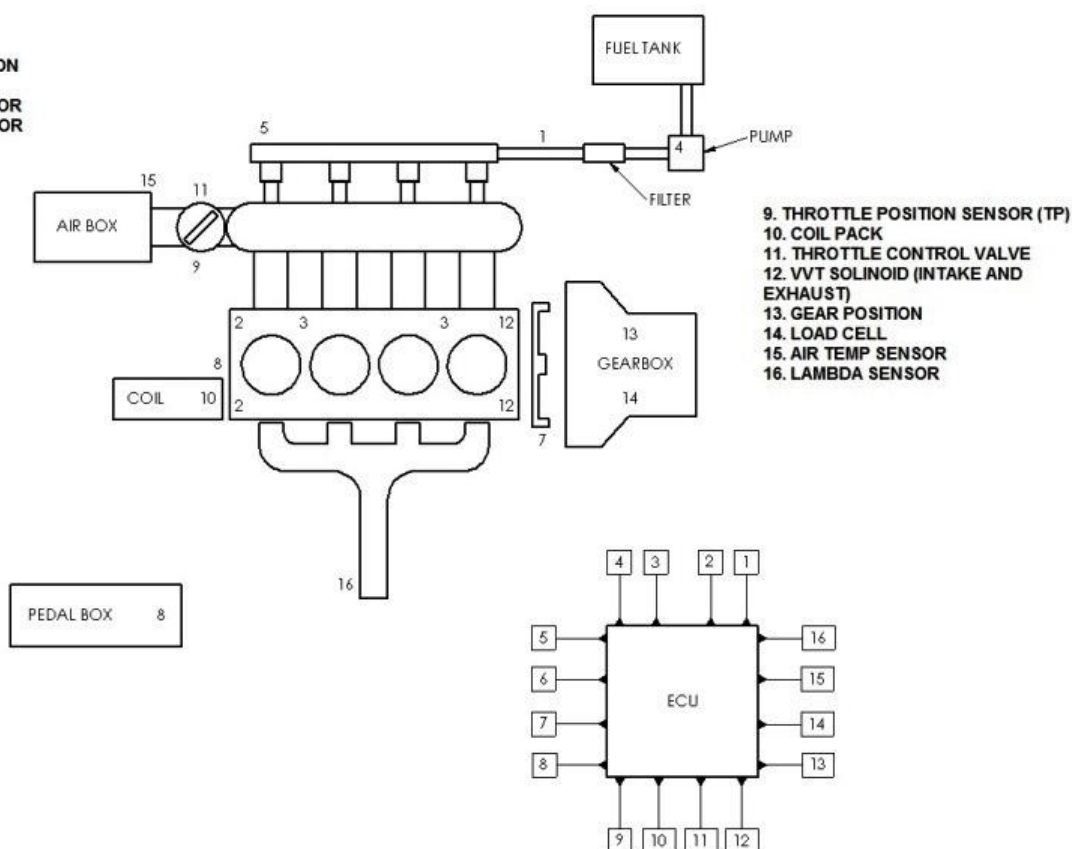 FUEL TANK
ON
OR
OR
5
1
4
PUMP
FILTER
15
11
AIR BOX
9
9. THROTTLE POSITION SENSOR (TP)
10. COIL PACK
11. THROTTLE CONTROL VALVE
12. VVT SOLINOID (INTAKE AND
EXHAUST)
13. GEAR POSITION
14. LOAD CELL
15. AIR TEMP SENSOR
16. LAMBDA SENSOR
2
3
3
12
8
13
GEARBOX
14
COIL 10
2
12
7
16
PEDAL BOX 8
4
3
2
1
5
16
6
15
ECU
7
14
8
13
9
10
11
12